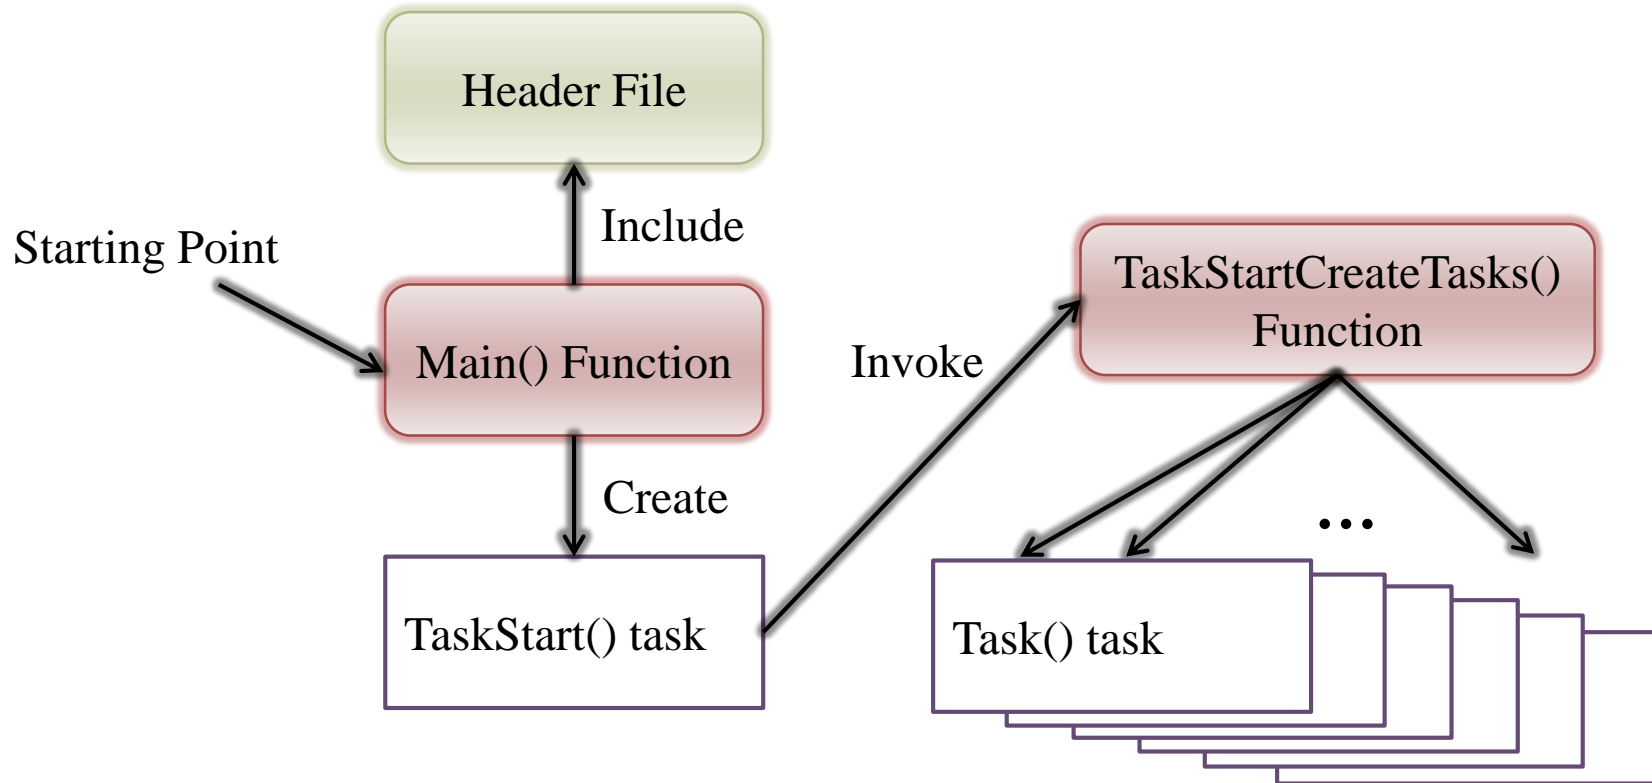 Header File
Include
Starting Point
Main() Function
Create
TaskStart() task
Invoke
TaskStartCreateTasks()
Function
...
Task() task